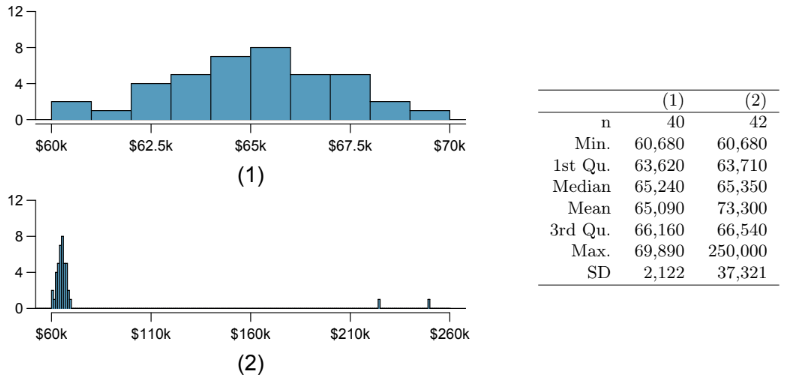 12
8
4
0
$60k $62.5k $65k $67.5k $70k
(1)
12
8
4
0
$60k $110k $160k $210k $260k
(2)
(1) (2)
n 40 42
Min. 60,680 60,680
1st Qu. 63,620 63,710
Median 65,240 65,350
Mean 65,090 73,300
3rd Qu. 66,160 66,540
Max. 69,890 250,000
SD 2,122 37,321